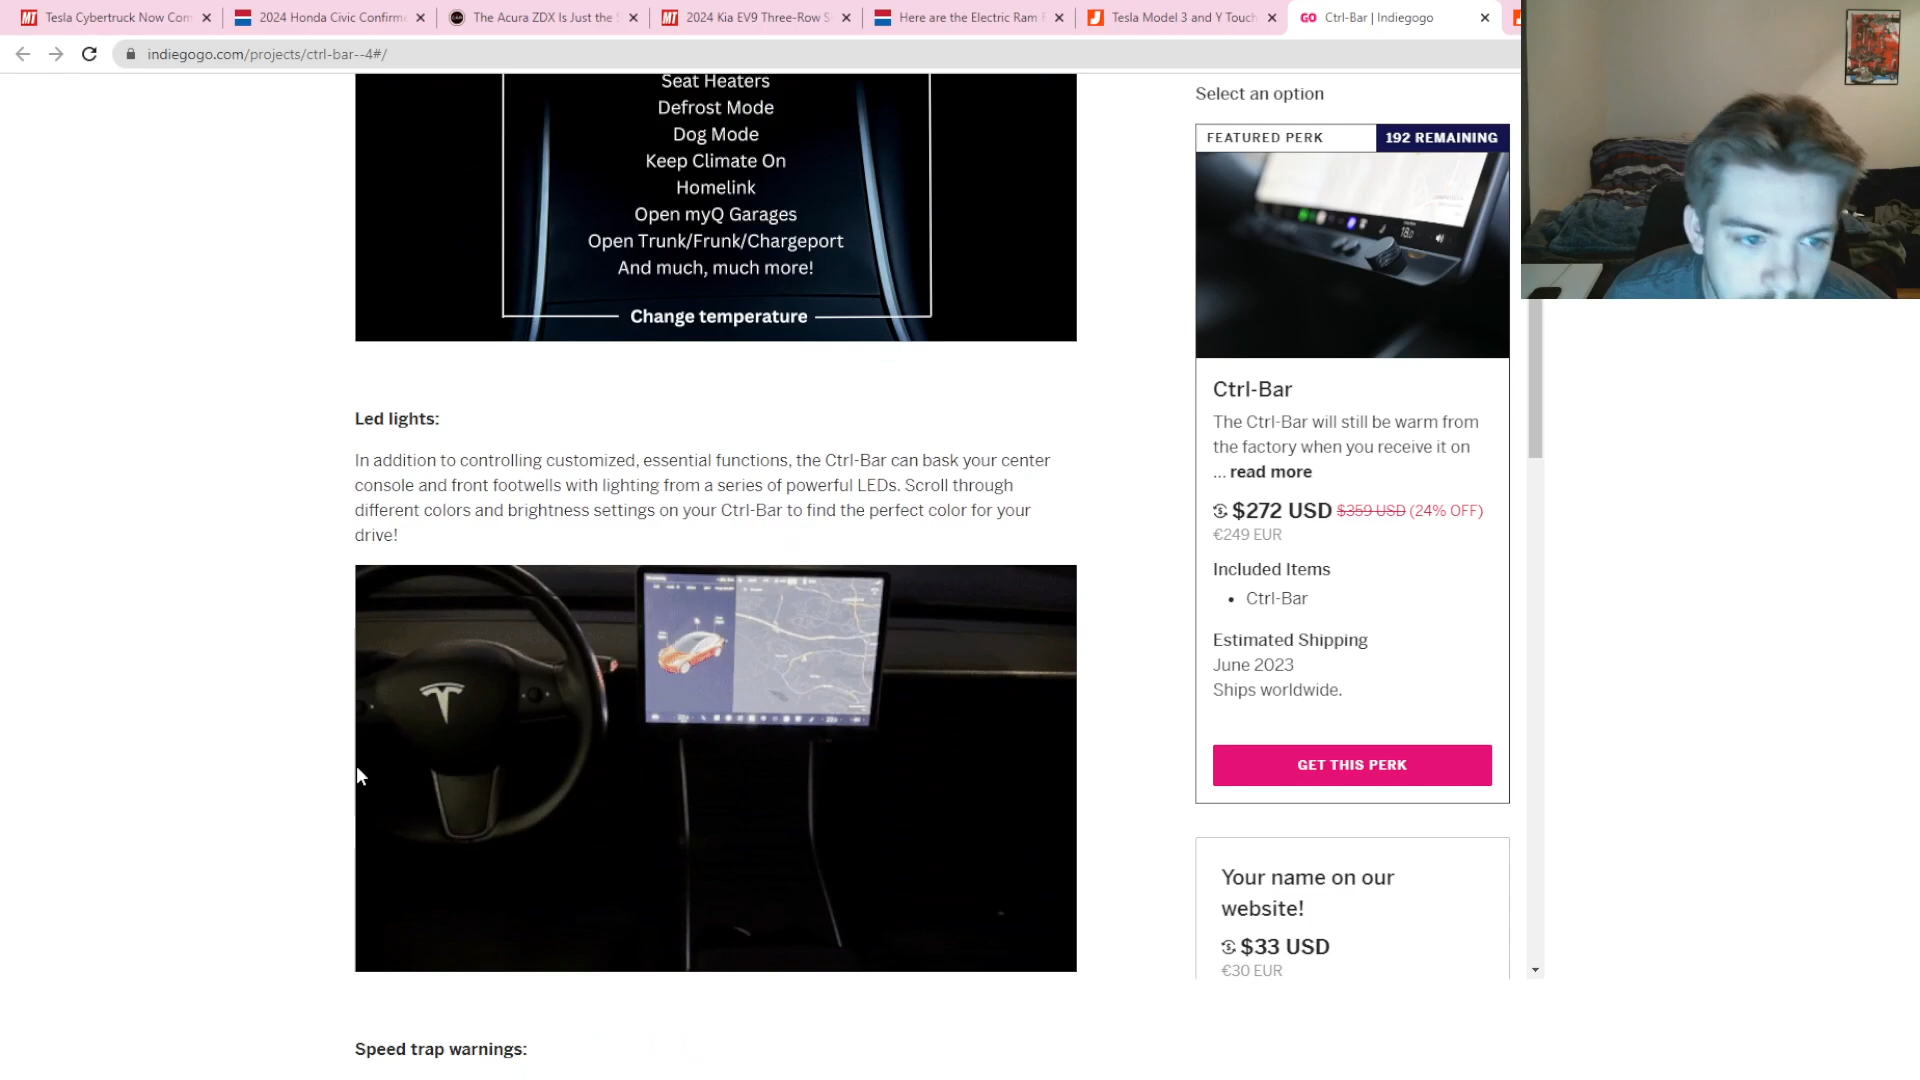 Tesla Cybertruck Now Com
2024 Honda Civic Confirm
The Acura ZDX Is Just the
2024 Kia EV9 Three-Row S
Here are the Electric Ram
Tesla Model 3 and Y Touch
GO Ctrl-Bar | Indiegogo
indiegogo.com/projects/ctrl-bar--4#/
Seat Heaters
Defrost Mode
Dog Mode
Keep Climate On
Homelink
Open myQ Garages
Open Trunk/Frunk/Chargeport
And much, much more!
Change temperature
Led lights:
In addition to controlling customized, essential functions, the Ctrl-Bar can bask your center
console and front footwells with lighting from a series of powerful LEDs. Scroll through
different colors and brightness settings on your Ctrl-Bar to find the perfect color for your
drive!
Speed trap warnings:
Select an option
FEATURED PERK
192 REMAINING
Ctrl-Bar
The Ctrl-Bar will still be warm from
the factory when you receive it on
... read more
$272 USD $359 USD (24% OFF)
€249 EUR
Included Items
• Ctrl-Bar
Estimated Shipping
June 2023
Ships worldwide.
GET THIS PERK
Your name on our
website!
$33 USD
€30 EUR